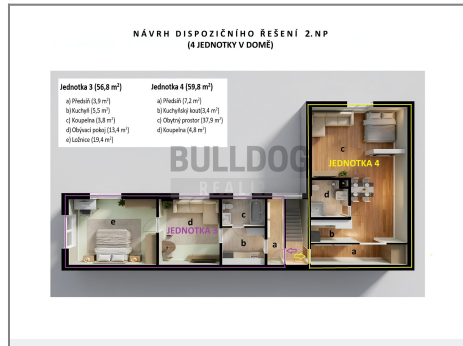 NÁVRH DISPOZIČNÍHO ŘEŠENÍ 2.NP
(4 JEDNOTKY V DOMĚ)
Jednotka 3 (56,8 m²)
a) Předsíň (3,9 m²)
b) Kuchyň (5,5 m²)
c) Koupelna (3,8 m²)
d) Obývací pokoj (13,4 m²)
e) Ložnice (19,4 m²)
Jednotka 4 (59,8 m²)
a) Předsíň (7,2 m²)
b) Kuchyňský kout(3,4 m²)
c) Obytný prostor (37,9 m²)
d) Koupelna (4,8 m²)
BULLDOG
REALITY
c
JEDNOTKA 4
d
b
a
e
d
JEDNOTKA 3
c
b
a